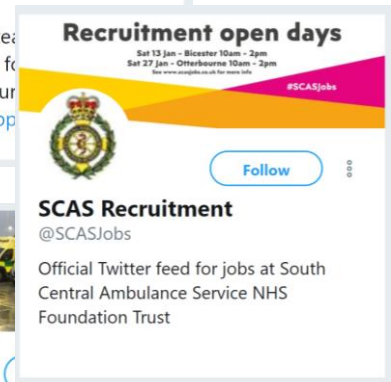 Recruitment open days
Sat 13 Jan - Bicester 10am - 2pm
Sat 27 Jan - Otterbourne 10am - 2pm
See www.scasjobs.co.uk for more info
#SCASJobs
Follow
SCAS Recruitment
@SCASJobs
Official Twitter feed for jobs at South
Central Ambulance Service NHS
Foundation Trust